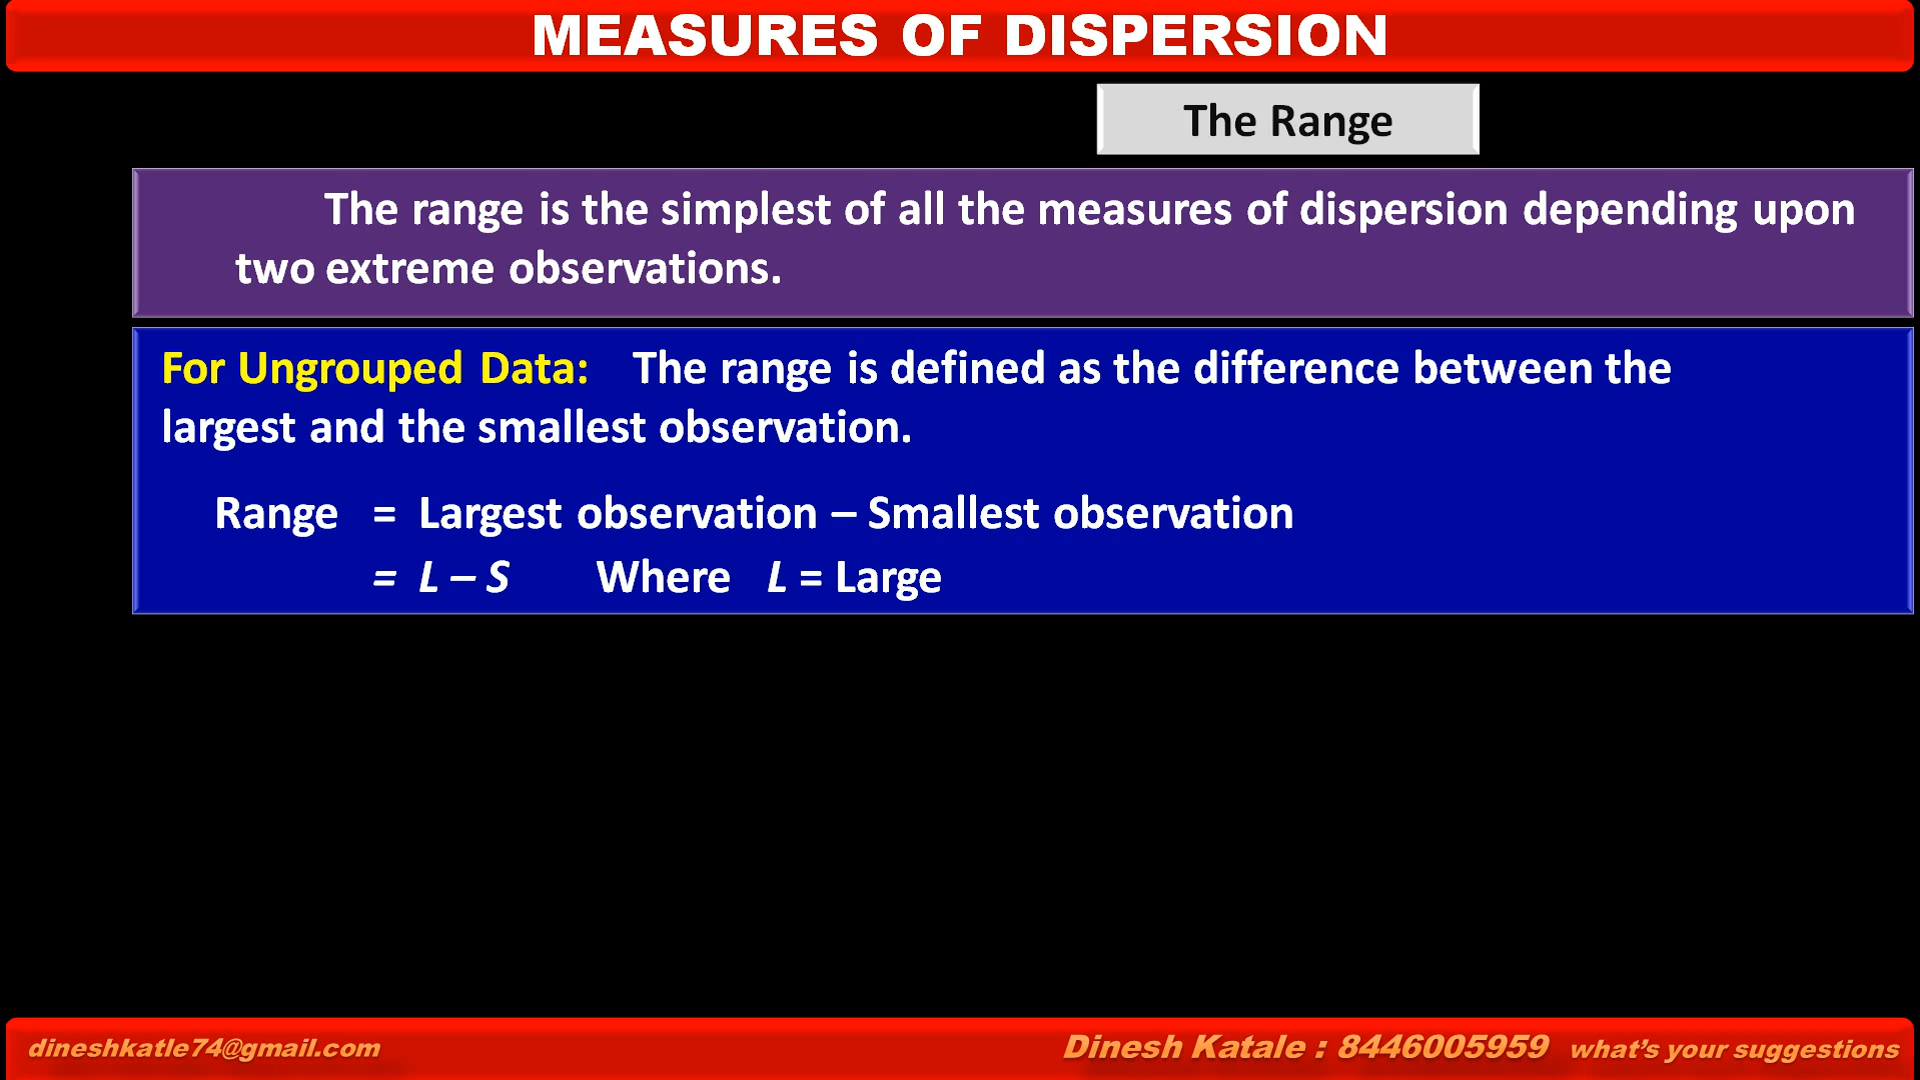 MEASURES OF DISPERSION
The Range
The range is the simplest of all the measures of dispersion depending upon
two extreme observations.
For Ungrouped Data: The range is defined as the difference between the
largest and the smallest observation.
Range = Largest observation – Smallest observation
= L – S Where L = Large
dineshkatle74@gmail.com Dinesh Katale : 8446005959 what's your suggestions